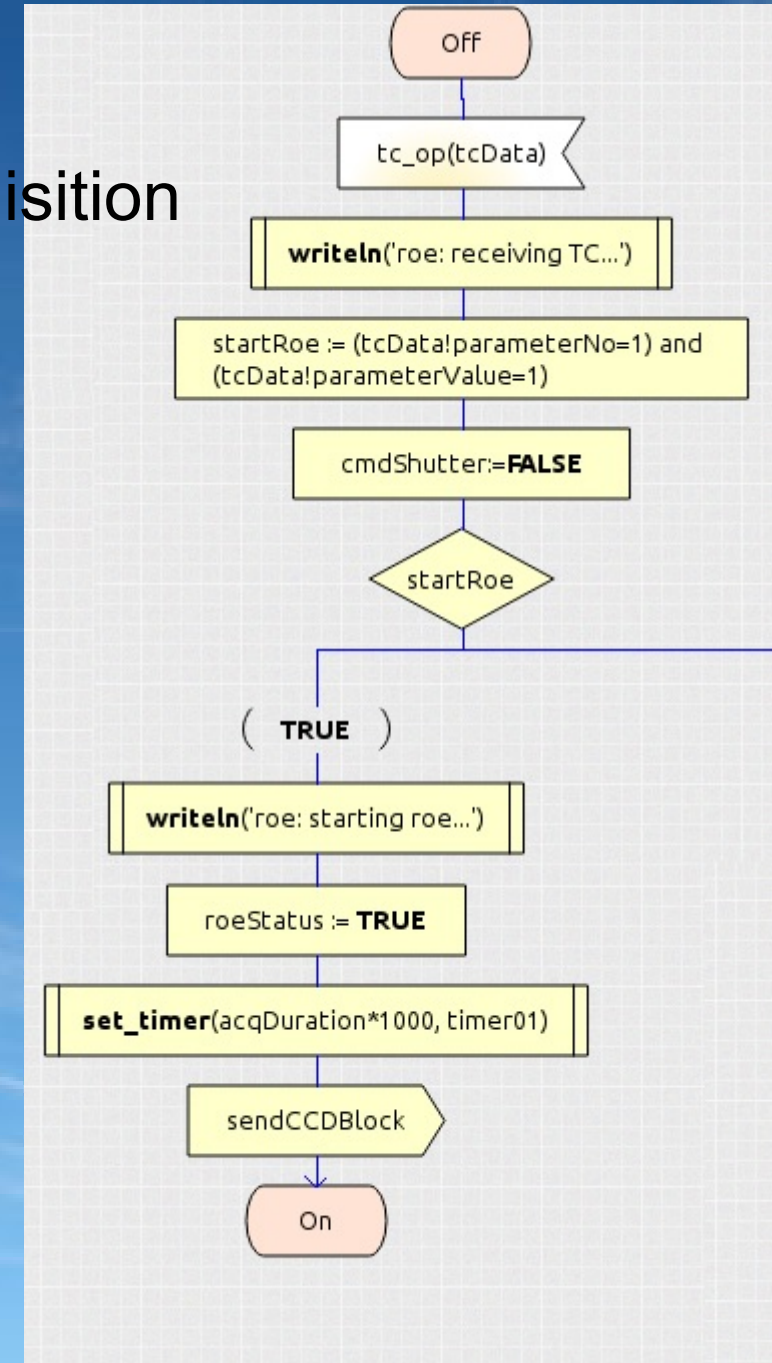 Off
tc_op(tcData)
isition
writeln('roe: receiving TC...')
startRoe := (tcData!parameterNo=1) and
(tcData!parameterValue=1)
cmdShutter:=FALSE
startRoe
( TRUE )
writeln('roe: starting roe...')
roeStatus := TRUE
set_timer(acqDuration*1000, timer01)
sendCCDBlock
On